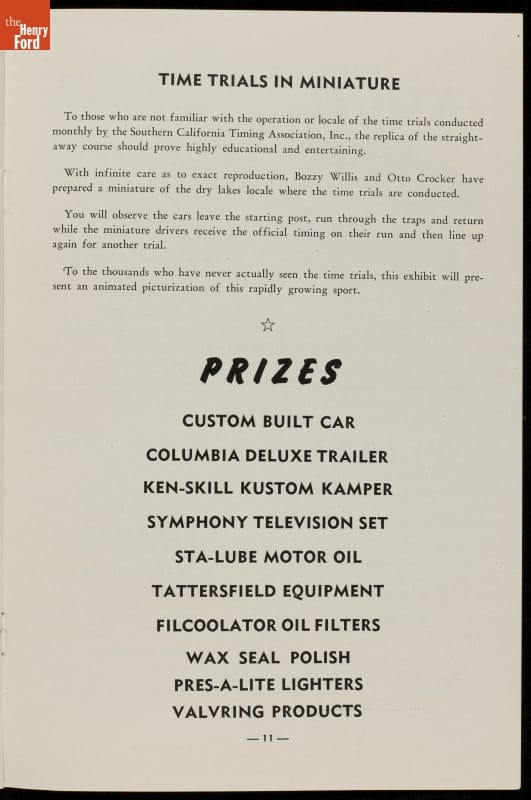 the
Henry
Ford
TIME TRIALS IN MINIATURE
To those who are not familiar with the operation or locale of the time trials conducted
monthly by the Southern California Timing Association, Inc., the replica of the straight-
away course should prove highly educational and entertaining.
With infinite care as to exact reproduction, Bozzy Willis and Otto Crocker have
prepared a miniature of the dry lakes locale where the time trials are conducted.
You will observe the cars leave the starting post, run through the traps and return
while the miniature drivers receive the official timing on their run and then line up
again for another trial.
To the thousands who have never actually seen the time trials, this exhibit will pre-
sent an animated picturization of this rapidly growing sport.
☆
PRIZES
CUSTOM BUILT CAR
COLUMBIA DELUXE TRAILER
KEN-SKILL KUSTOM KAMPER
SYMPHONY TELEVISION SET
STA-LUBE MOTOR OIL
TATTERSFIELD EQUIPMENT
FILCOOLATOR OIL FILTERS
WAX SEAL POLISH
PRES-A-LITE LIGHTERS
VALVRING PRODUCTS
— 11 —